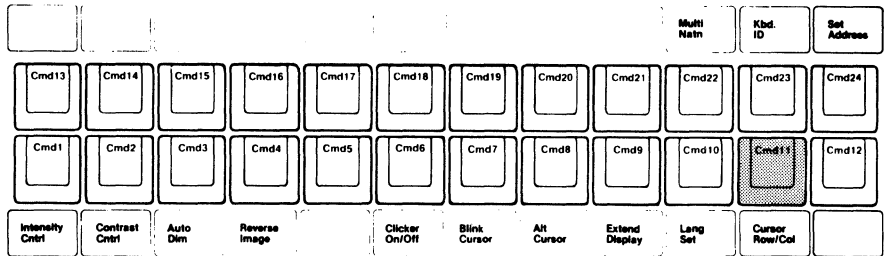 Multi Kbd. Set
Natn ID Address
Cmd13 Cmd14 Cmd15 Cmd16 Cmd17 Cmd18 Cmd19 Cmd20 Cmd21 Cmd22 Cmd23 Cmd24
Cmd1 Cmd2 Cmd3 Cmd4 Cmd5 Cmd6 Cmd7 Cmd8 Cmd9 Cmd10 Cmd11 Cmd12
Intensity Contrast Auto Reverse Clicker Blink Alt Extend Lang Cursor
Cntrl Cntrl Dim Image On/Off Cursor Cursor Display Set Row/Col